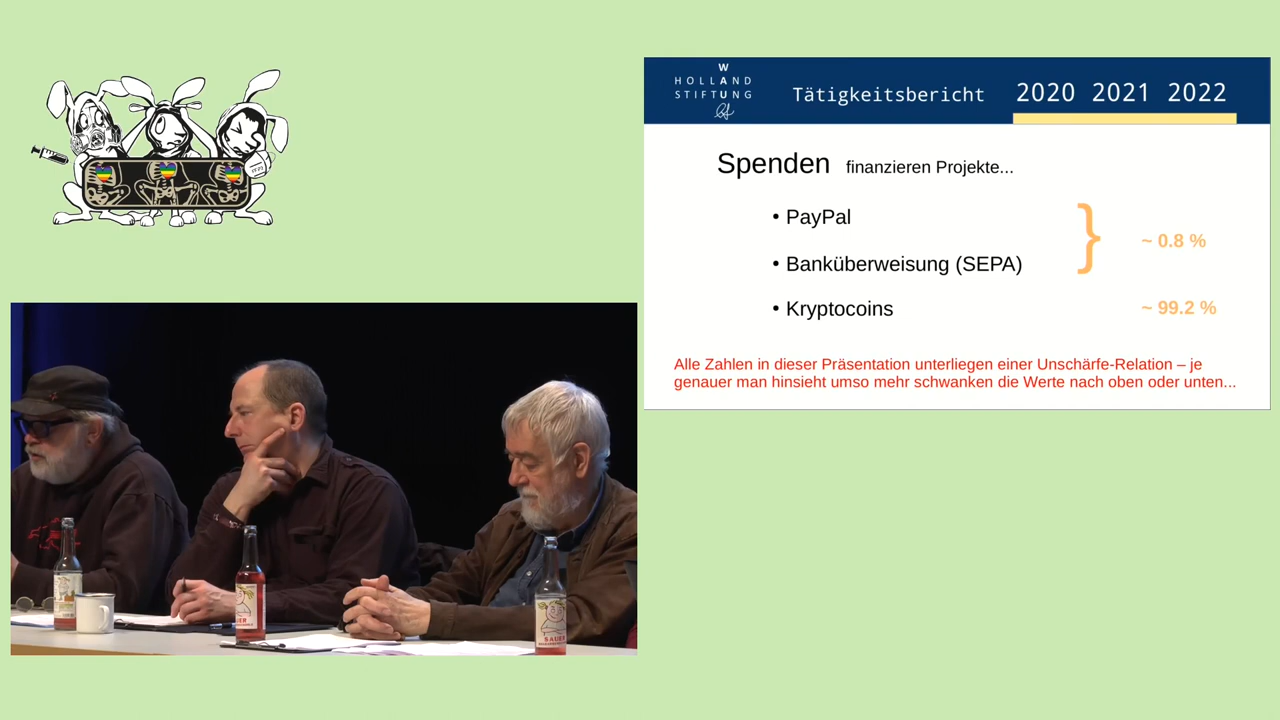 W
HOLLAND
A
STIFTUNG
U
Tätigkeitsbericht 2020 2021 2022
Spenden finanzieren Projekte...
• PayPal
• Banküberweisung (SEPA)
} ~ 0.8 %
• Kryptocoins ~ 99.2 %
Alle Zahlen in dieser Präsentation unterliegen einer Unschärfe-Relation – je
genauer man hinsieht umso mehr schwanken die Werte nach oben oder unten...
SAUER